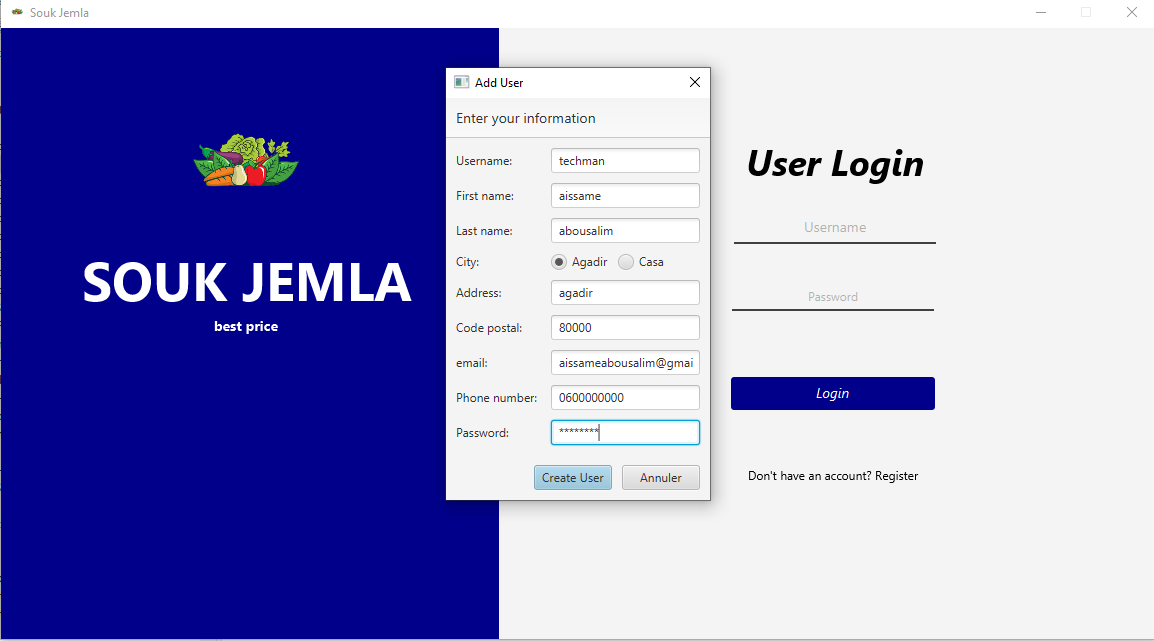 Souk Jemla
SOUK JEMLA
best price
Add User
Enter your information
Username: techman
First name: aissame
Last name: abousalim
City: Agadir Casa
Address: agadir
Code postal: 80000
email: aissameabousalim@gmai
Phone number: 0600000000
Password: ********
Create User Annuler
User Login
Username
Password
Login
Don't have an account? Register